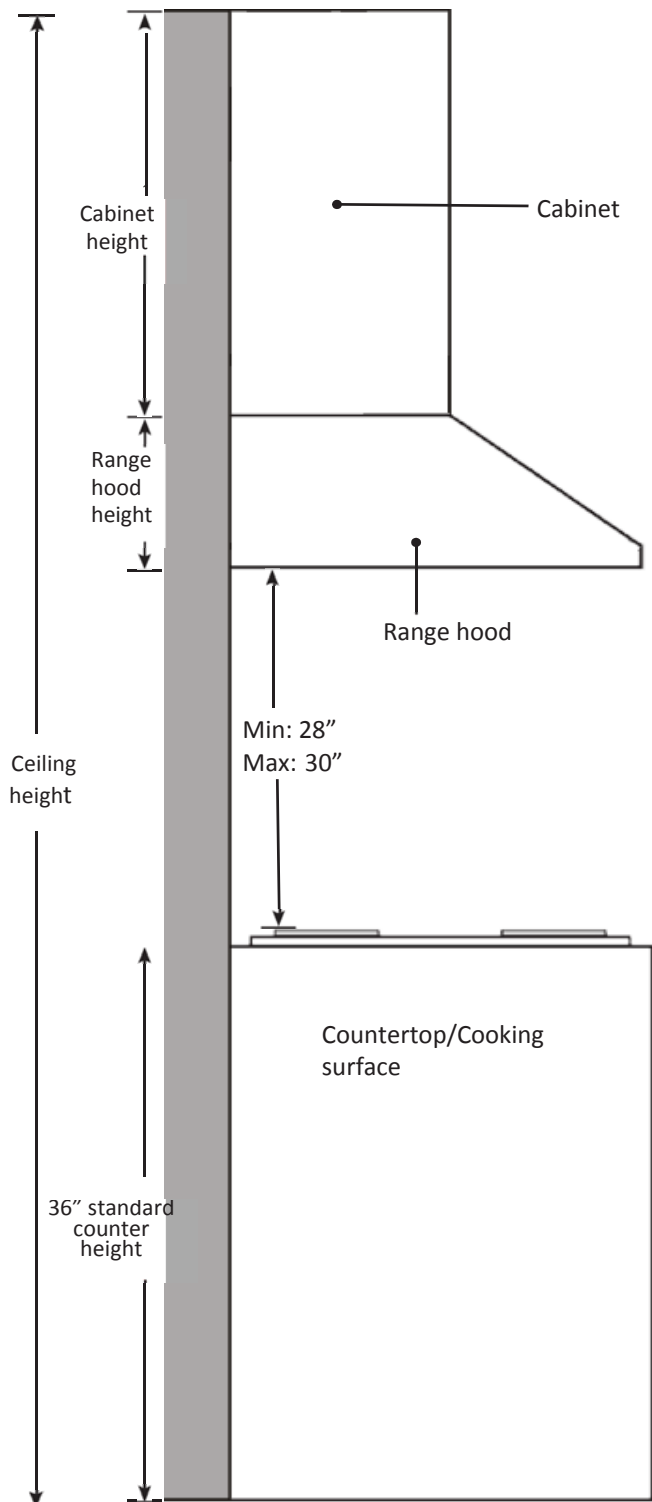 Cabinet
height
Cabinet
Range
hood
height
Range hood
Min: 28”
Max: 30”
Ceiling
height
Countertop/Cooking
surface
36” standard
counter
height